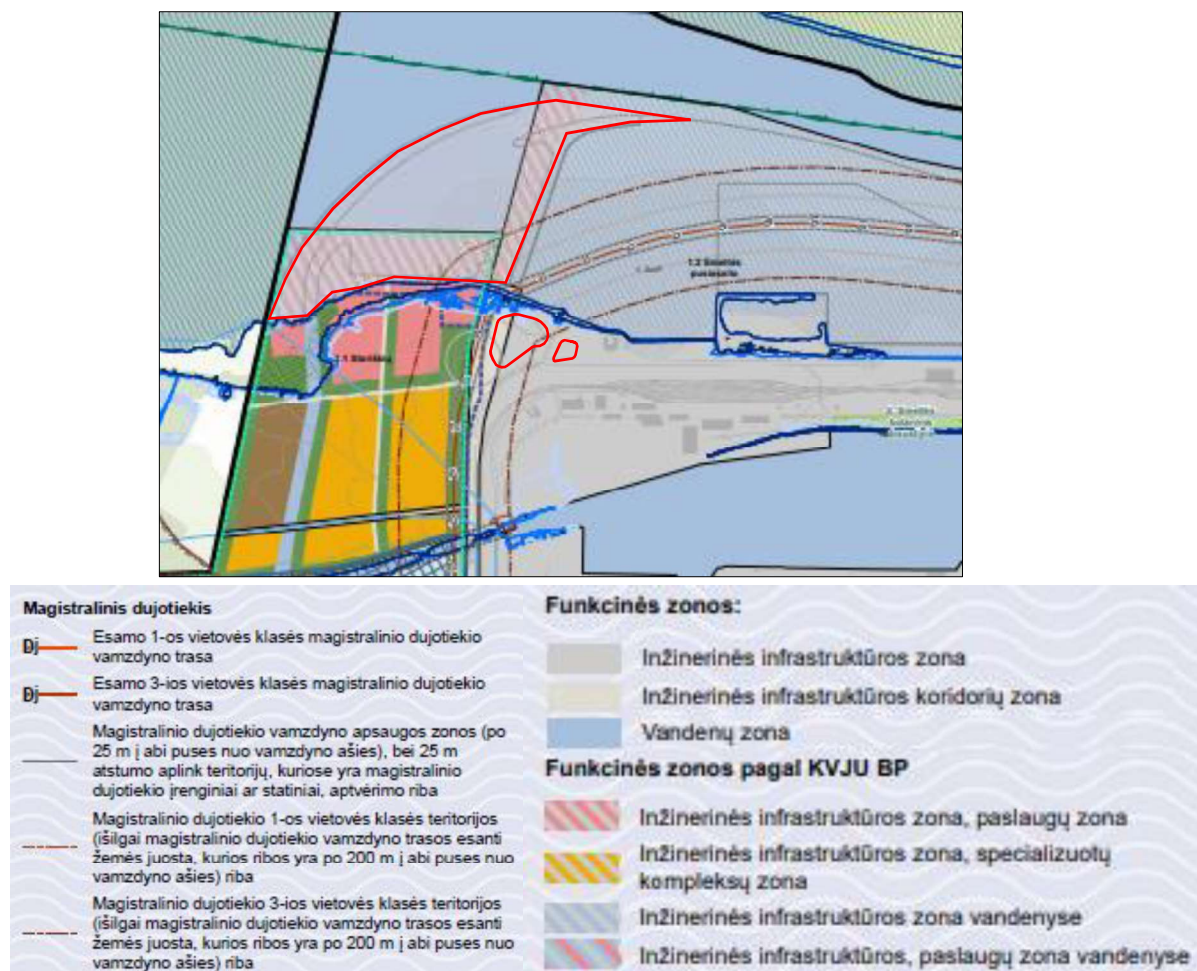 1.2 Smeltės
pusiasalis
Magistralinis dujotiekis
Dj
Esamo 1-os vietovės klasės magistralinio dujotiekio
vamzdyno trasa
Dj
Esamo 3-ios vietovės klasės magistralinio dujotiekio
vamzdyno trasa
Magistralinio dujotiekio vamzdyno apsaugos zonos (po
25 m į abi puses nuo vamzdyno ašies), bei 25 m
atstumo aplink teritorijų, kuriose yra magistralinio
dujotiekio įrenginiai ar statiniai, aptvėrimo riba
Magistralinio dujotiekio 1-os vietovės klasės teritorijos
(išilgai magistralinio dujotiekio vamzdyno trasos esanti
žemės juosta, kurios ribos yra po 200 m į abi puses nuo
vamzdyno ašies) riba
Magistralinio dujotiekio 3-ios vietovės klasės teritorijos
(išilgai magistralinio dujotiekio vamzdyno trasos esanti
žemės juosta, kurios ribos yra po 200 m į abi puses nuo
vamzdyno ašies) riba
Funkcinės zonos:
Inžinerinės infrastruktūros zona
Inžinerinės infrastruktūros koridorių zona
Vandenų zona
Funkcinės zonos pagal KVJU BP
Inžinerinės infrastruktūros zona, paslaugų zona
Inžinerinės infrastruktūros zona, specializuotų
kompleksų zona
Inžinerinės infrastruktūros zona vandenyse
Inžinerinės infrastruktūros, paslaugų zona vandenyse